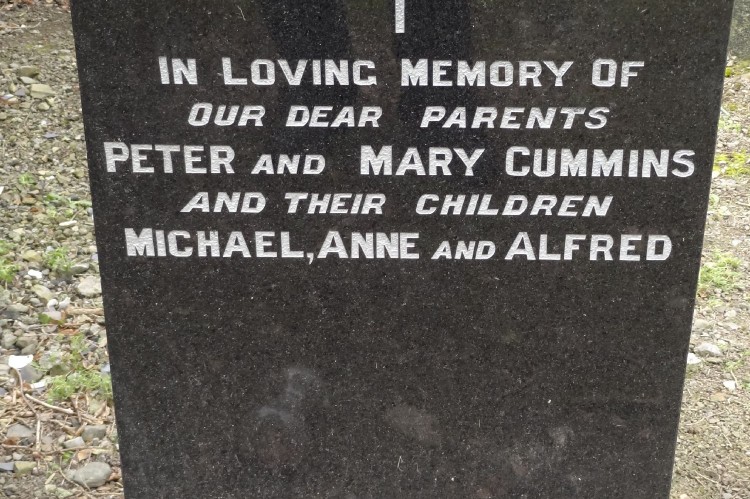 IN LOVING MEMORY OF
OUR DEAR PARENTS
PETER AND MARY CUMMINS
AND THEIR CHILDREN
MICHAEL, ANNE AND ALFRED